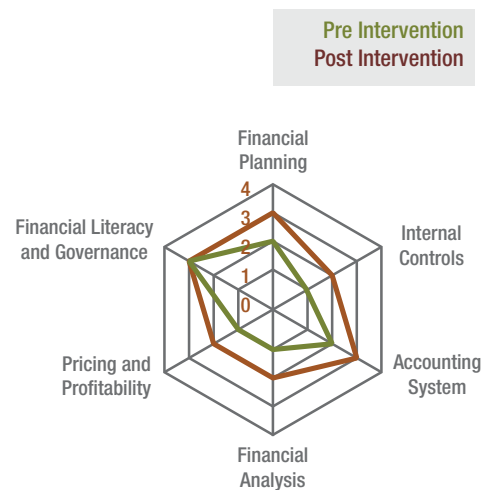 Pre Intervention
Post Intervention
Financial
Planning
4
3
2
1
0
Financial Literacy
and Governance
Internal
Controls
Pricing and
Profitability
Accounting
System
Financial
Analysis